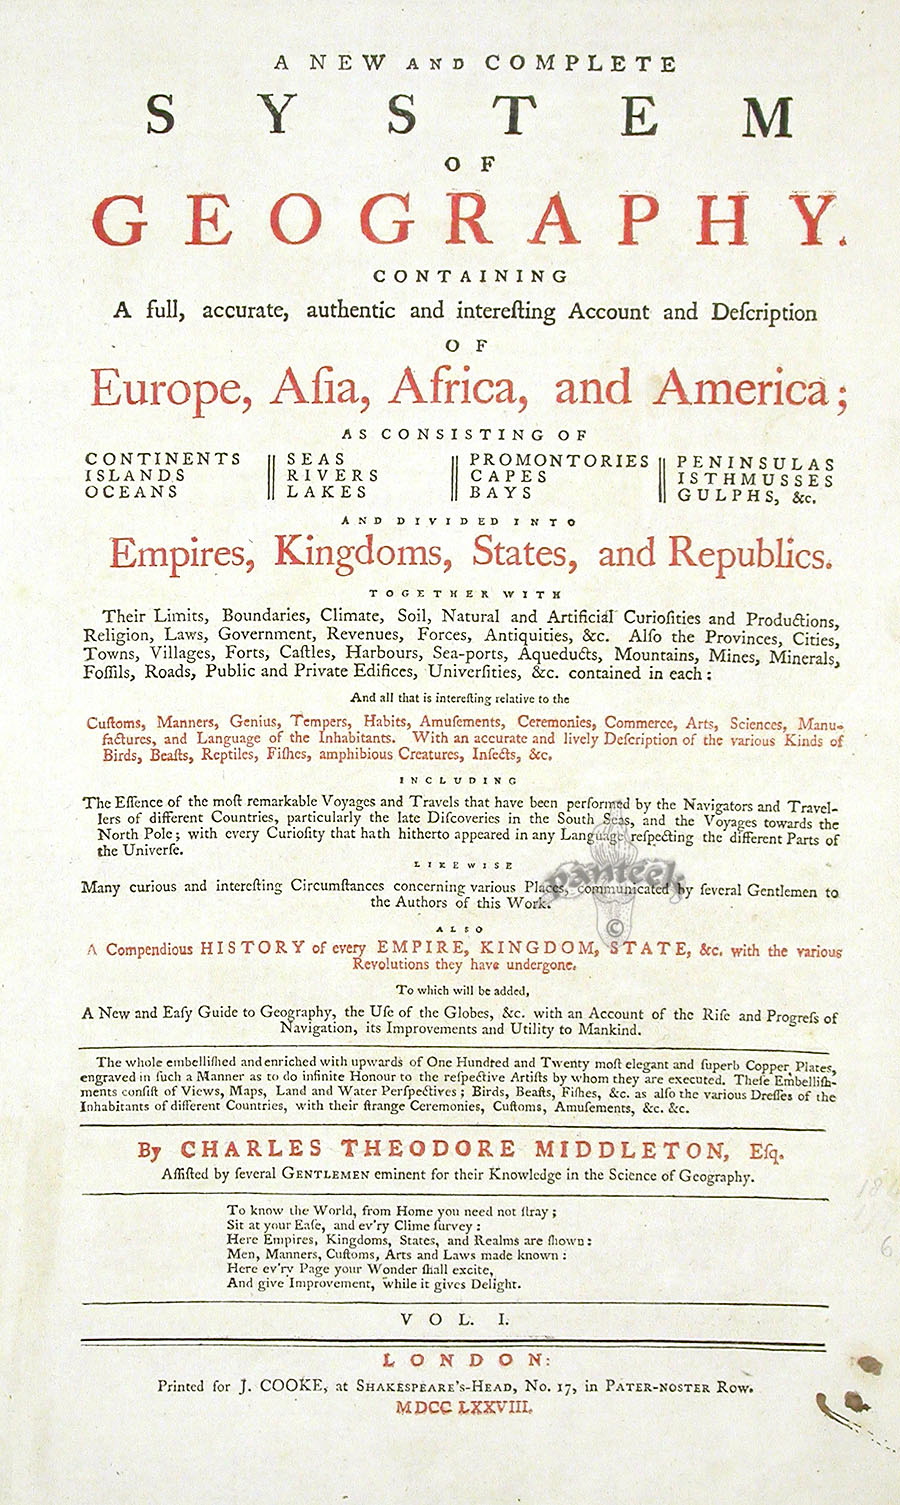 A NEW AND COMPLETE
SYSTEM
OF
GEOGRAPHY.
CONTAINING
A full, accurate, authentic and intereſting Account and Deſcription
OF
Europe, Aſia, Africa, and America;
AS CONSISTING OF
CONTINENTS
ISLANDS
OCEANS
SEAS
RIVERS
LAKES
PROMONTORIES
CAPES
BAYS
PENINSULAS
ISTHMUSSES
GULPHS, &c.
AND DIVIDED INTO
Empires, Kingdoms, States, and Republics.
TOGETHER WITH
Their Limits, Boundaries, Climate, Soil, Natural and Artificial Curioſities and Productions,
Religion, Laws, Government, Revenues, Forces, Antiquities, &c. Alſo the Provinces, Cities,
Towns, Villages, Forts, Caſtles, Harbours, Sea-ports, Aqueducts, Mountains, Mines, Minerals,
Foſſils, Roads, Public and Private Edifices, Univerſities, &c. contained in each:
And all that is intereſting relative to the
Cuſtoms, Manners, Genius, Tempers, Habits, Amuſements, Ceremonies, Commerce, Arts, Sciences, Manu-
factures, and Language of the Inhabitants. With an accurate and lively Deſcription of the various Kinds of
Birds, Beaſts, Reptiles, Fiſhes, amphibious Creatures, Inſects, &c.
INCLUDING
The Eſſence of the moſt remarkable Voyages and Travels that have been performed by the Navigators and Travel-
lers of different Countries, particularly the late Diſcoveries in the South Seas, and the Voyages towards the
North Pole; with every Curioſity that hath hitherto appeared in any Language reſpecting the different Parts of
the Univerſe.
LIKEWISE
Many curious and intereſting Circumſtances concerning various Places, communicated by ſeveral Gentlemen to
the Authors of this Work.
panteek
©
ALSO
A Compendious HISTORY of every EMPIRE, KINGDOM, STATE, &c. with the various
Revolutions they have undergone.
To which will be added,
A New and Eaſy Guide to Geography, the Uſe of the Globes, &c. with an Account of the Riſe and Progreſs of
Navigation, its Improvements and Utility to Mankind.
The whole embelliſhed and enriched with upwards of One Hundred and Twenty moſt elegant and ſuperb Copper Plates,
engraved in ſuch a Manner as to do infinite Honour to the reſpective Artiſts by whom they are executed. Theſe Embelliſh-
ments conſiſt of Views, Maps, Land and Water Perſpectives; Birds, Beaſts, Fiſhes, &c. as alſo the various Dreſſes of the
Inhabitants of different Countries, with their ſtrange Ceremonies, Cuſtoms, Amuſements, &c. &c.
By CHARLES THEODORE MIDDLETON, Eſq.
Aſſiſted by ſeveral GENTLEMEN eminent for their Knowledge in the Science of Geography.
To know the World, from Home you need not ſtray;
Sit at your Eaſe, and ev'ry Clime ſurvey:
Here Empires, Kingdoms, States, and Realms are ſhown:
Men, Manners, Cuſtoms, Arts and Laws made known:
Here ev'ry Page your Wonder ſhall excite,
And give Improvement, while it gives Delight.
VOL. I.
LONDON:
Printed for J. COOKE, at SHAKESPEARE'S-HEAD, No. 17, in PATER-NOSTER ROW.
MDCC LXXVIII.